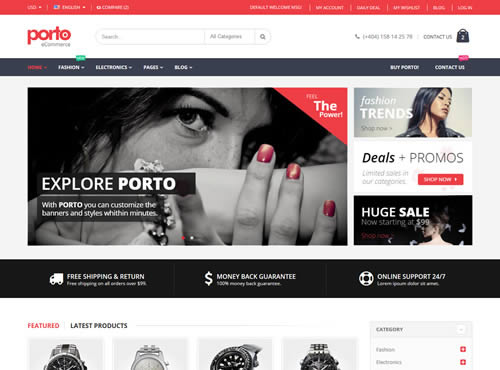 USD
ENGLISH
COMPARE (2)
DEFAULT WELCOME MSG!
MY ACCOUNT
DAILY DEAL
MY WISHLIST
BLOG
LOG IN
porto
eCommerce
Search...
All Categories
(+404) 158 14 25 78
CONTACT US
2
HOME
FASHION
ELECTRONICS
PAGES
BLOG
BUY PORTO!
CONTACT US
FEEL
The
Power!
EXPLORE PORTO
With PORTO you can customize the
banners and styles whithin minutes.
fashion
TRENDS
Shop now >
Deals + PROMOS
Limited sales in
our categories.
SHOP NOW
HUGE SALE
Now starting at $99
Shop now >
FREE SHIPPING & RETURN
Free shipping on all orders over $99.
MONEY BACK GUARANTEE
100% money back guarantee.
ONLINE SUPPORT 24/7
Lorem ipsum dolor sit amet.
FEATURED
LATEST PRODUCTS
CATEGORY
Fashion
Electronics